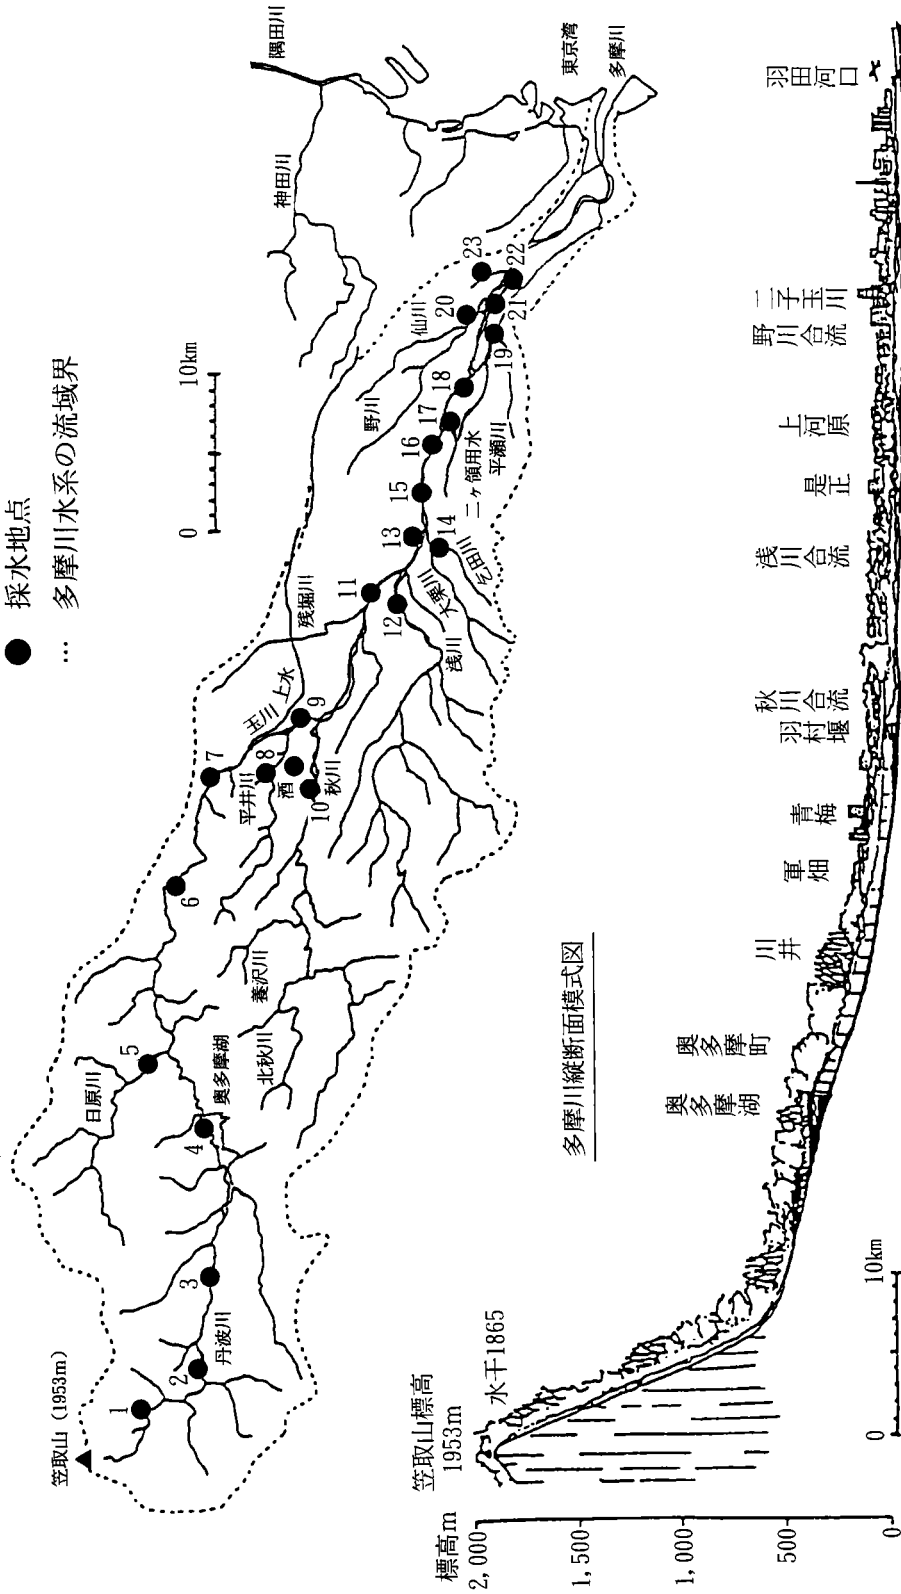 ● 採水地点
… 多摩川水系の流域界
0
10km
笠取山 (1953m)
1
2
3
丹波川
4
奥多摩湖
日原川
5
6
北秋川
養沢川
7
平井川
8
酒
10
秋川
9
玉川
上水
残堀川
11
12
浅川
大栗川
乞田川
13
14
15
16
17
18
二ヶ領用水
平瀬川
19
野川
仙川
20
21
22
23
神田川
隅田川
東京湾
多摩川
多摩川縦断面模式図
標高m
2,000
1,500
1,000
500
0
笠取山標高
1953m
水干1865
奥多摩湖
奥多摩町
川井
軍畑
青梅
羽村堰
秋川合流
浅川合流
是正
上河原
野川合流
二子玉川
羽田河口
0
10km